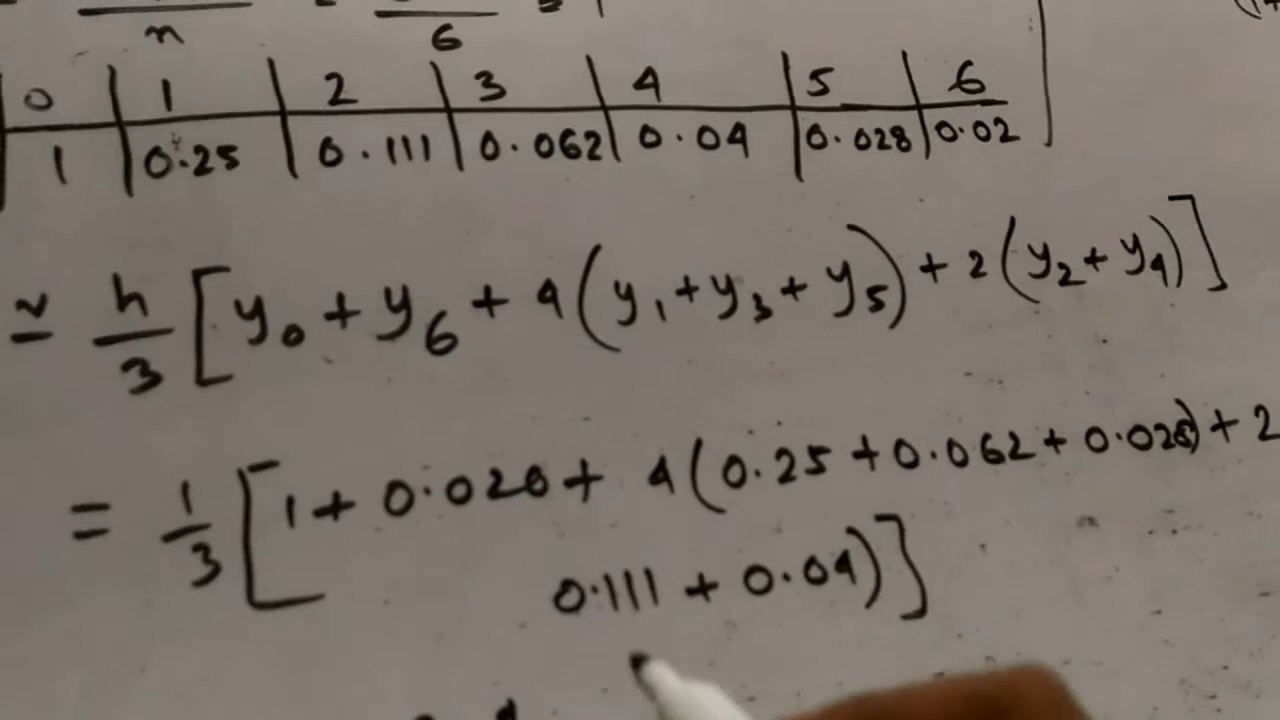 n 6 = 1
0 1 2 3 4 5 6
1 0.25 0.111 0.062 0.04 0.028 0.02
≃ h/3 [y₀ + y₆ + 4(y₁ + y₃ + y₅) + 2(y₂ + y₄)]
= 1/3 [1 + 0.020 + 4(0.25 + 0.062 + 0.028) + 2
0.111 + 0.04)]